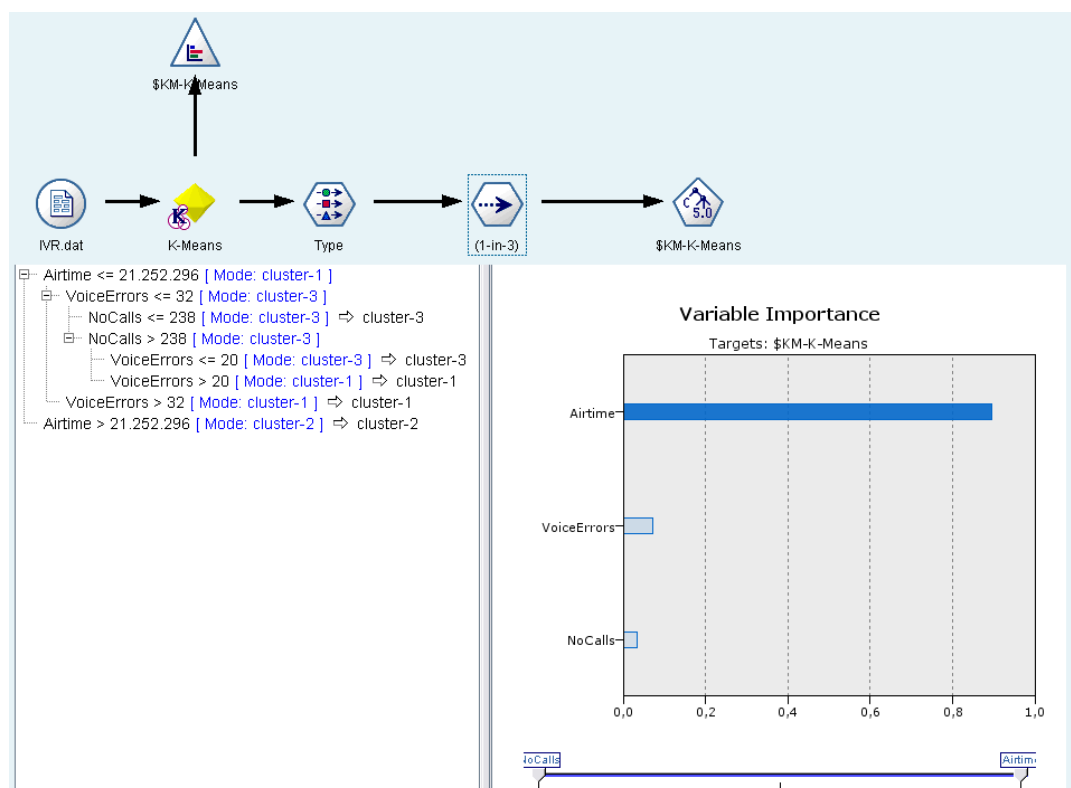 $KM-K-Means
IVR.dat
K-Means
Type
(1-in-3)
C 5.0
$KM-K-Means
Airtime <= 21.252.296 [ Mode: cluster-1 ]
VoiceErrors <= 32 [ Mode: cluster-3 ]
NoCalls <= 238 [ Mode: cluster-3 ] ⇨ cluster-3
NoCalls > 238 [ Mode: cluster-3 ]
VoiceErrors <= 20 [ Mode: cluster-3 ] ⇨ cluster-3
VoiceErrors > 20 [ Mode: cluster-1 ] ⇨ cluster-1
VoiceErrors > 32 [ Mode: cluster-1 ] ⇨ cluster-1
Airtime > 21.252.296 [ Mode: cluster-2 ] ⇨ cluster-2
Variable Importance
Targets: $KM-K-Means
Airtime
VoiceErrors
NoCalls
0,0 0,2 0,4 0,6 0,8 1,0
NoCalls Airtime